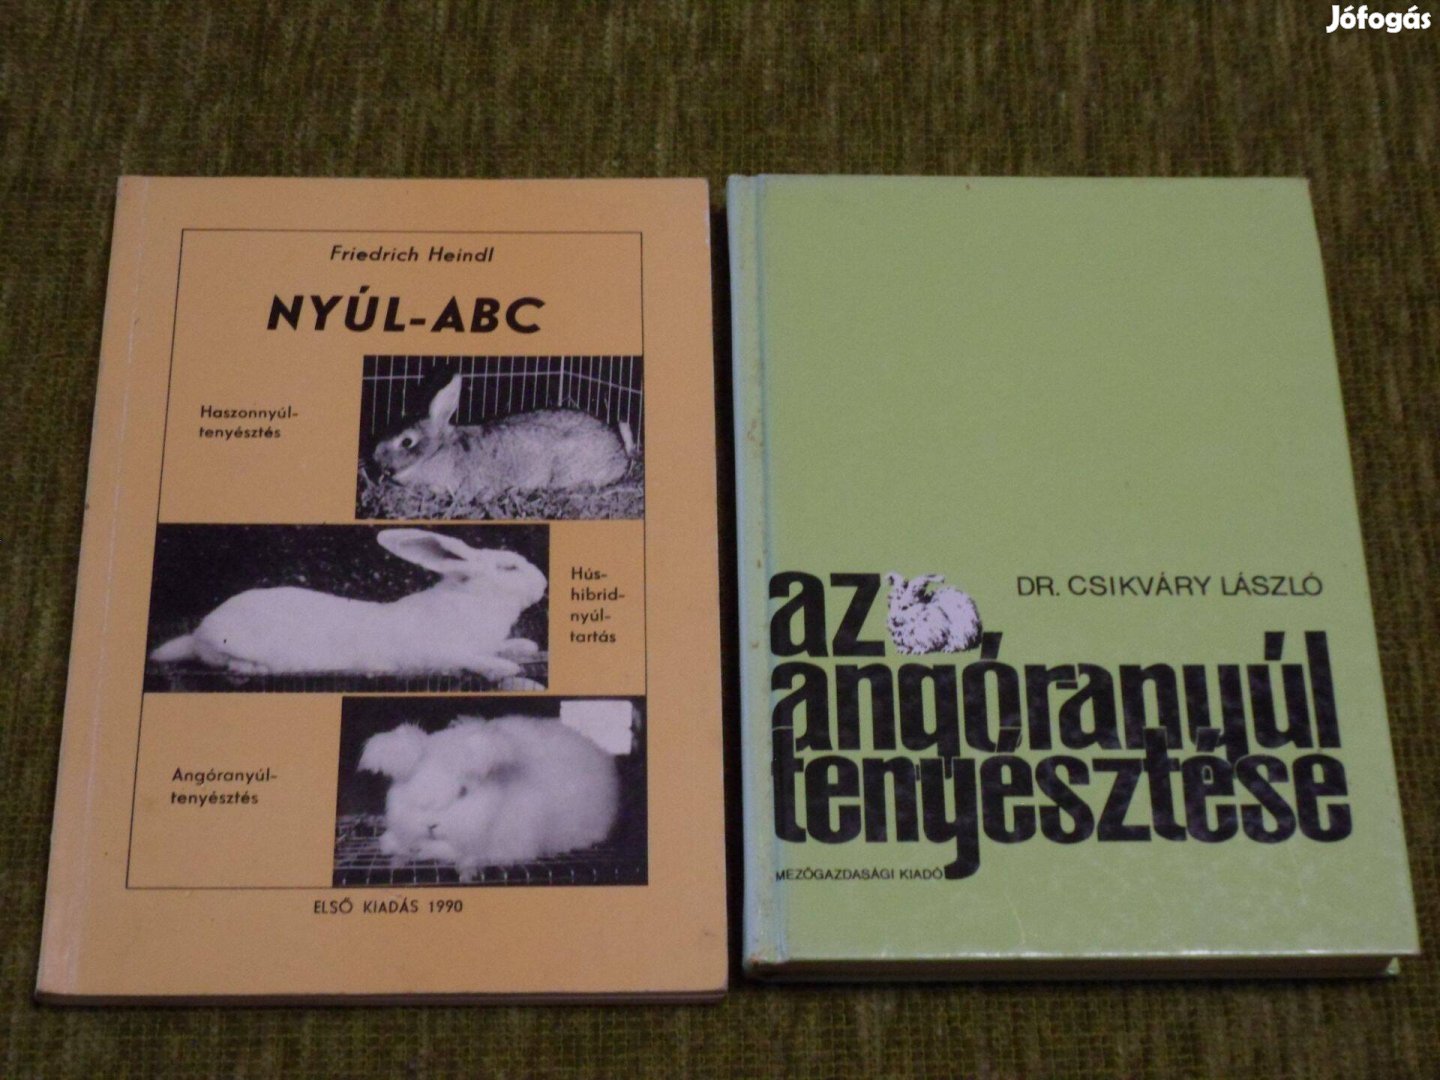 Jófogás
Friedrich Heindl
NYÚL-ABC
Haszonnyúl-
tenyésztés
Hús-
hibrid-
nyúl-
tartás
Angóranyúl-
tenyésztés
ELSŐ KIADÁS 1990
DR. CSIKVÁRY LÁSZLÓ
az
angóranyúl
tenyésztése
MEZŐGAZDASÁGI KIADÓ